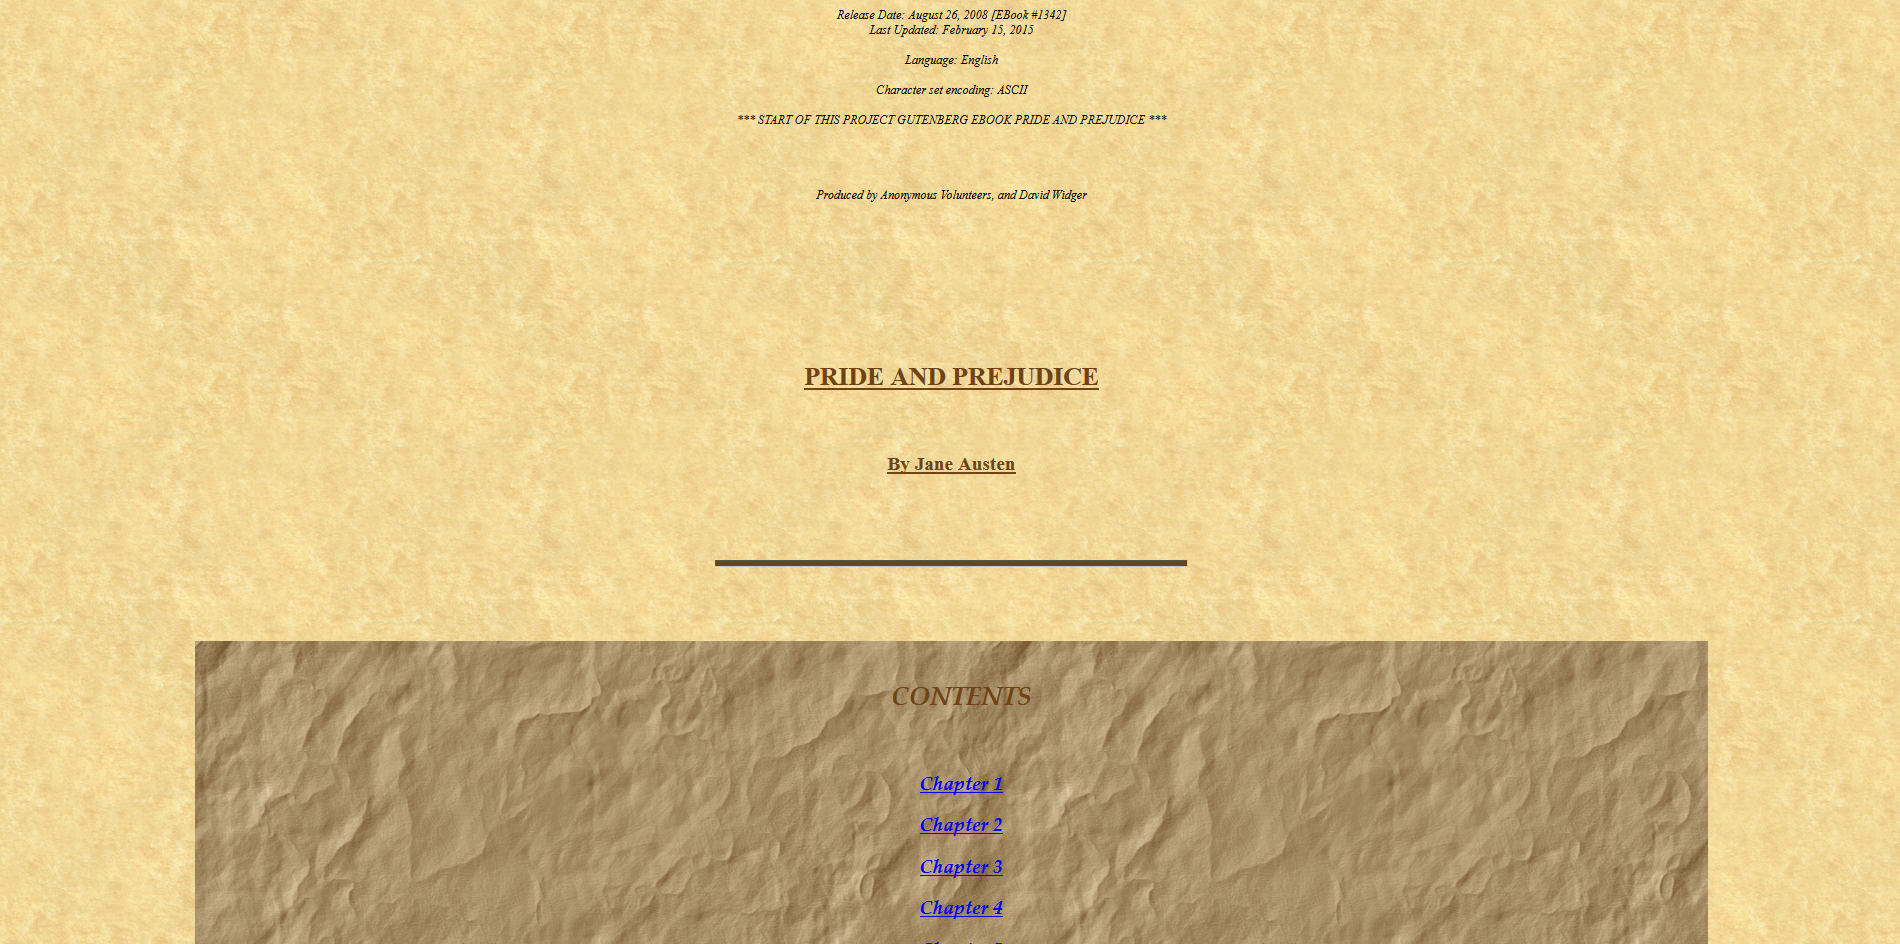 Release Date: August 26, 2008 [EBook #1342]
Last Updated: February 15, 2015
Language: English
Character set encoding: ASCII
*** START OF THIS PROJECT GUTENBERG EBOOK PRIDE AND PREJUDICE ***
Produced by Anonymous Volunteers, and David Widger
PRIDE AND PREJUDICE
By Jane Austen
CONTENTS
Chapter 1
Chapter 2
Chapter 3
Chapter 4